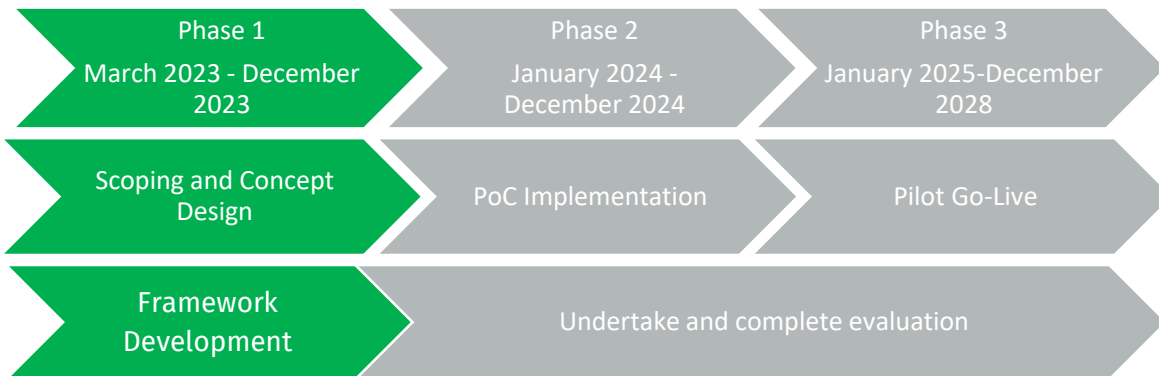 Phase 1
March 2023 - December
2023
Phase 2
January 2024 -
December 2024
Phase 3
January 2025-December
2028
Scoping and Concept
Design
PoC Implementation
Pilot Go-Live
Framework
Development
Undertake and complete evaluation